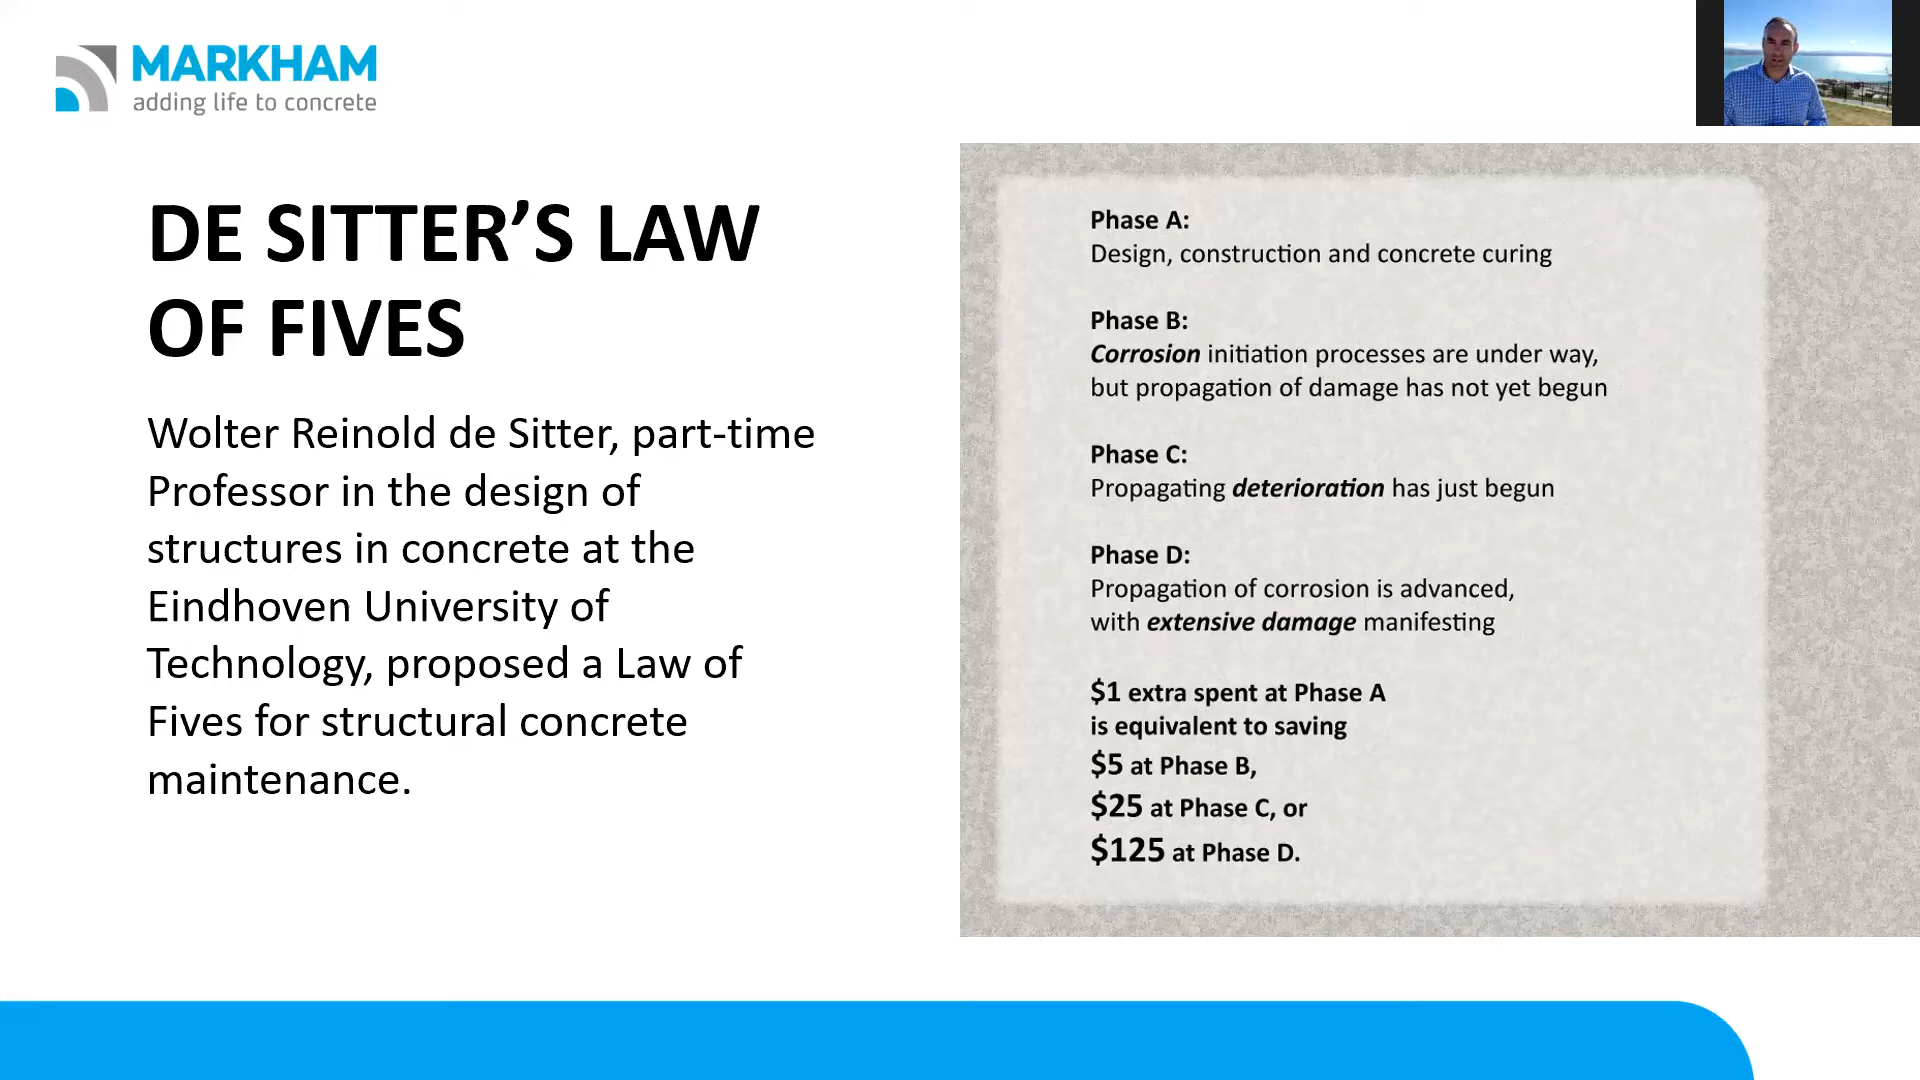 MARKHAM
adding life to concrete
DE SITTER’S LAW
OF FIVES
Wolter Reinold de Sitter, part-time
Professor in the design of
structures in concrete at the
Eindhoven University of
Technology, proposed a Law of
Fives for structural concrete
maintenance.
Phase A:
Design, construction and concrete curing
Phase B:
Corrosion initiation processes are under way,
but propagation of damage has not yet begun
Phase C:
Propagating deterioration has just begun
Phase D:
Propagation of corrosion is advanced,
with extensive damage manifesting
$1 extra spent at Phase A
is equivalent to saving
$5 at Phase B,
$25 at Phase C, or
$125 at Phase D.